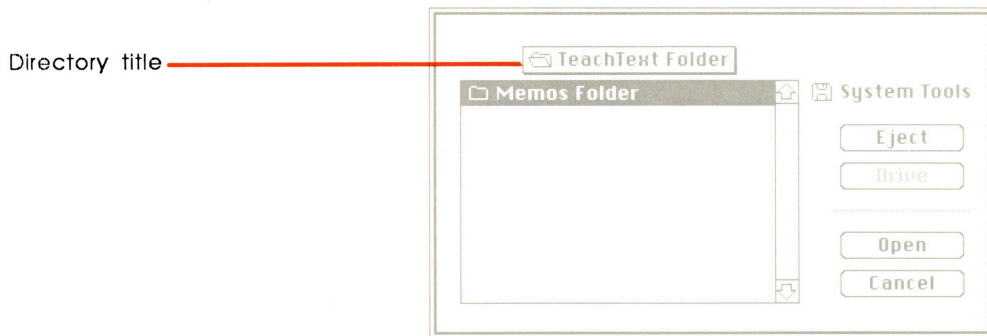 Directory title
TeachText Folder
Memos Folder
System Tools
Eject
Drive
Open
Cancel